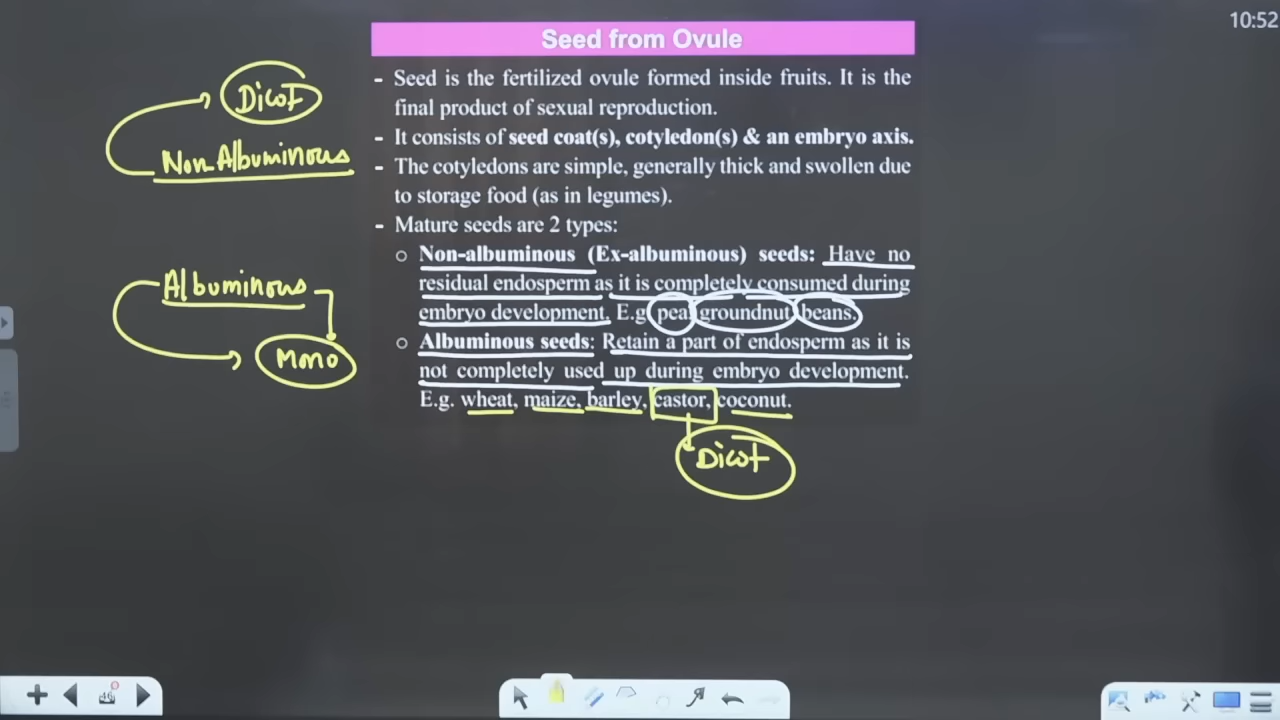 10:52
Seed from Ovule
- Seed is the fertilized ovule formed inside fruits. It is the
final product of sexual reproduction.
- It consists of seed coat(s), cotyledon(s) & an embryo axis.
- The cotyledons are simple, generally thick and swollen due
to storage food (as in legumes).
- Mature seeds are 2 types:
o Non-albuminous (Ex-albuminous) seeds: Have no
residual endosperm as it is completely consumed during
embryo development. E.g pea, groundnut, beans.
o Albuminous seeds: Retain a part of endosperm as it is
not completely used up during embryo development.
E.g. wheat, maize, barley, castor, coconut.
Dicot
Dicot
Non Albuminous
Albuminous
Mono
46